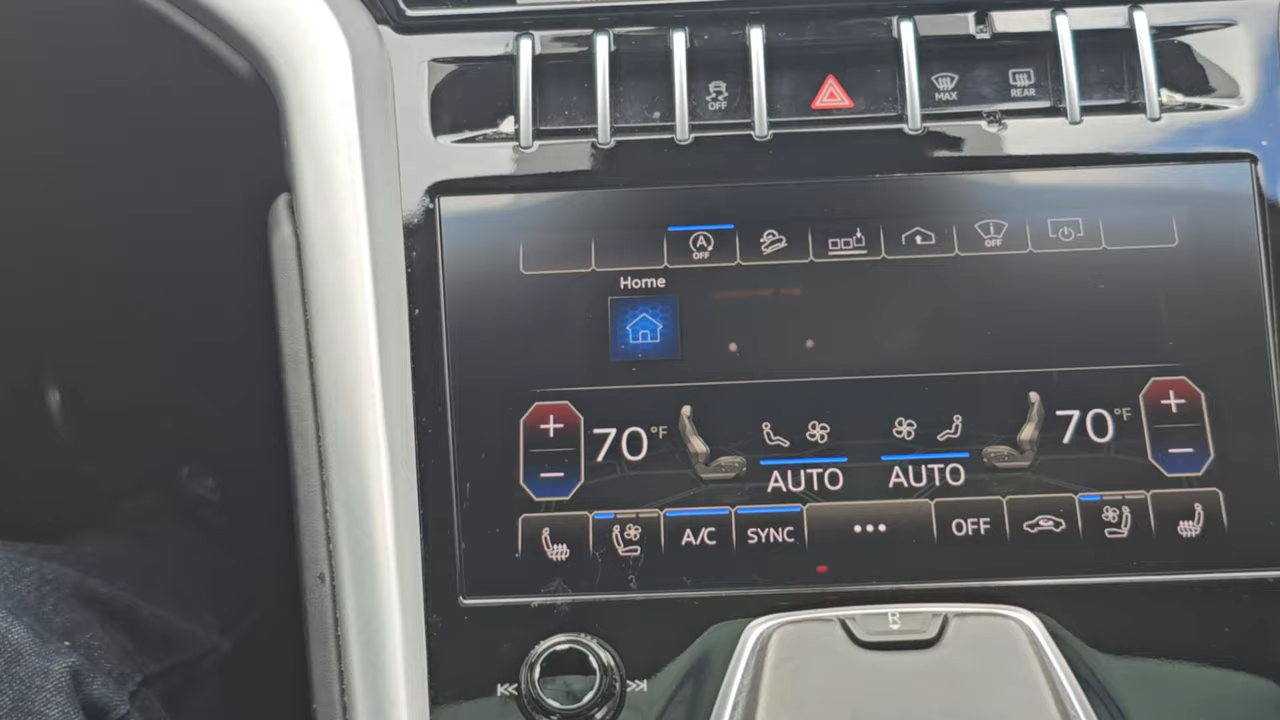 OFF
MAX
REAR
A
OFF
OFF
Home
+
70°F
70°F
+
−
AUTO
AUTO
−
A/C
SYNC
•••
OFF
R